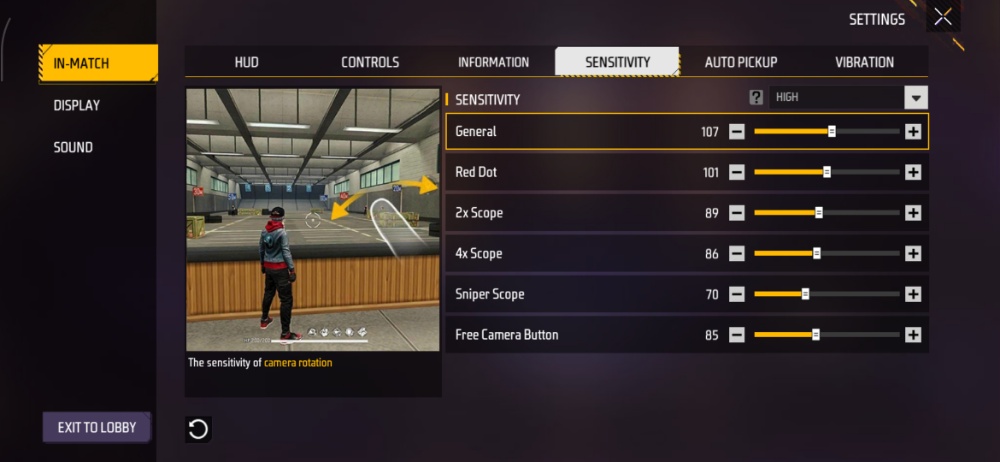 SETTINGS
IN-MATCH
DISPLAY
SOUND
EXIT TO LOBBY
HUD
CONTROLS
INFORMATION
SENSITIVITY
AUTO PICKUP
VIBRATION
The sensitivity of camera rotation
SENSITIVITY
? HIGH
General 107
Red Dot 101
2x Scope 89
4x Scope 86
Sniper Scope 70
Free Camera Button 85